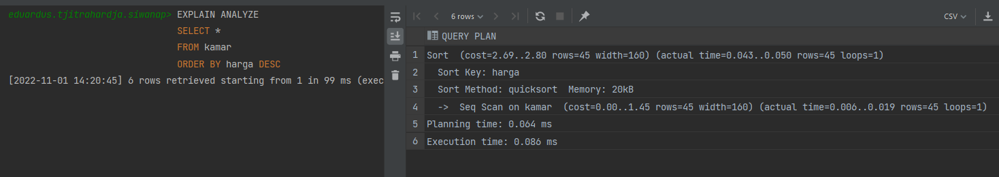 eduardus.tjitrahardja.siwanap> EXPLAIN ANALYZE
SELECT *
FROM kamar
ORDER BY harga DESC
[2022-11-01 14:20:45] 6 rows retrieved starting from 1 in 99 ms (exec
6 rows
CSV
QUERY PLAN
1 Sort  (cost=2.69..2.80 rows=45 width=160) (actual time=0.043..0.050 rows=45 loops=1)
2 Sort Key: harga
3 Sort Method: quicksort  Memory: 20kB
4 ->  Seq Scan on kamar  (cost=0.00..1.45 rows=45 width=160) (actual time=0.006..0.019 rows=45 loops=1)
5 Planning time: 0.064 ms
6 Execution time: 0.086 ms